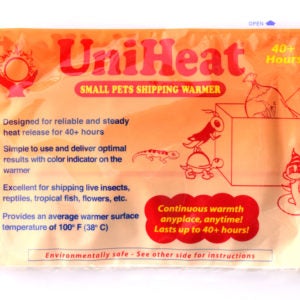 OPEN
UniHeat
40+
Hours
SMALL PETS SHIPPING WARMER
Designed for reliable and steady
heat release for 40+ hours
Simple to use and deliver optimal
results with color indicator on the
warmer
Excellent for shipping live insects,
reptiles, tropical fish, flowers, etc.
Provides an average warmer surface
temperature of 100° F (38° C)
Continuous warmth
anyplace, anytime!
Lasts up to 40+ hours!
Environmentally safe - See other side for instructions